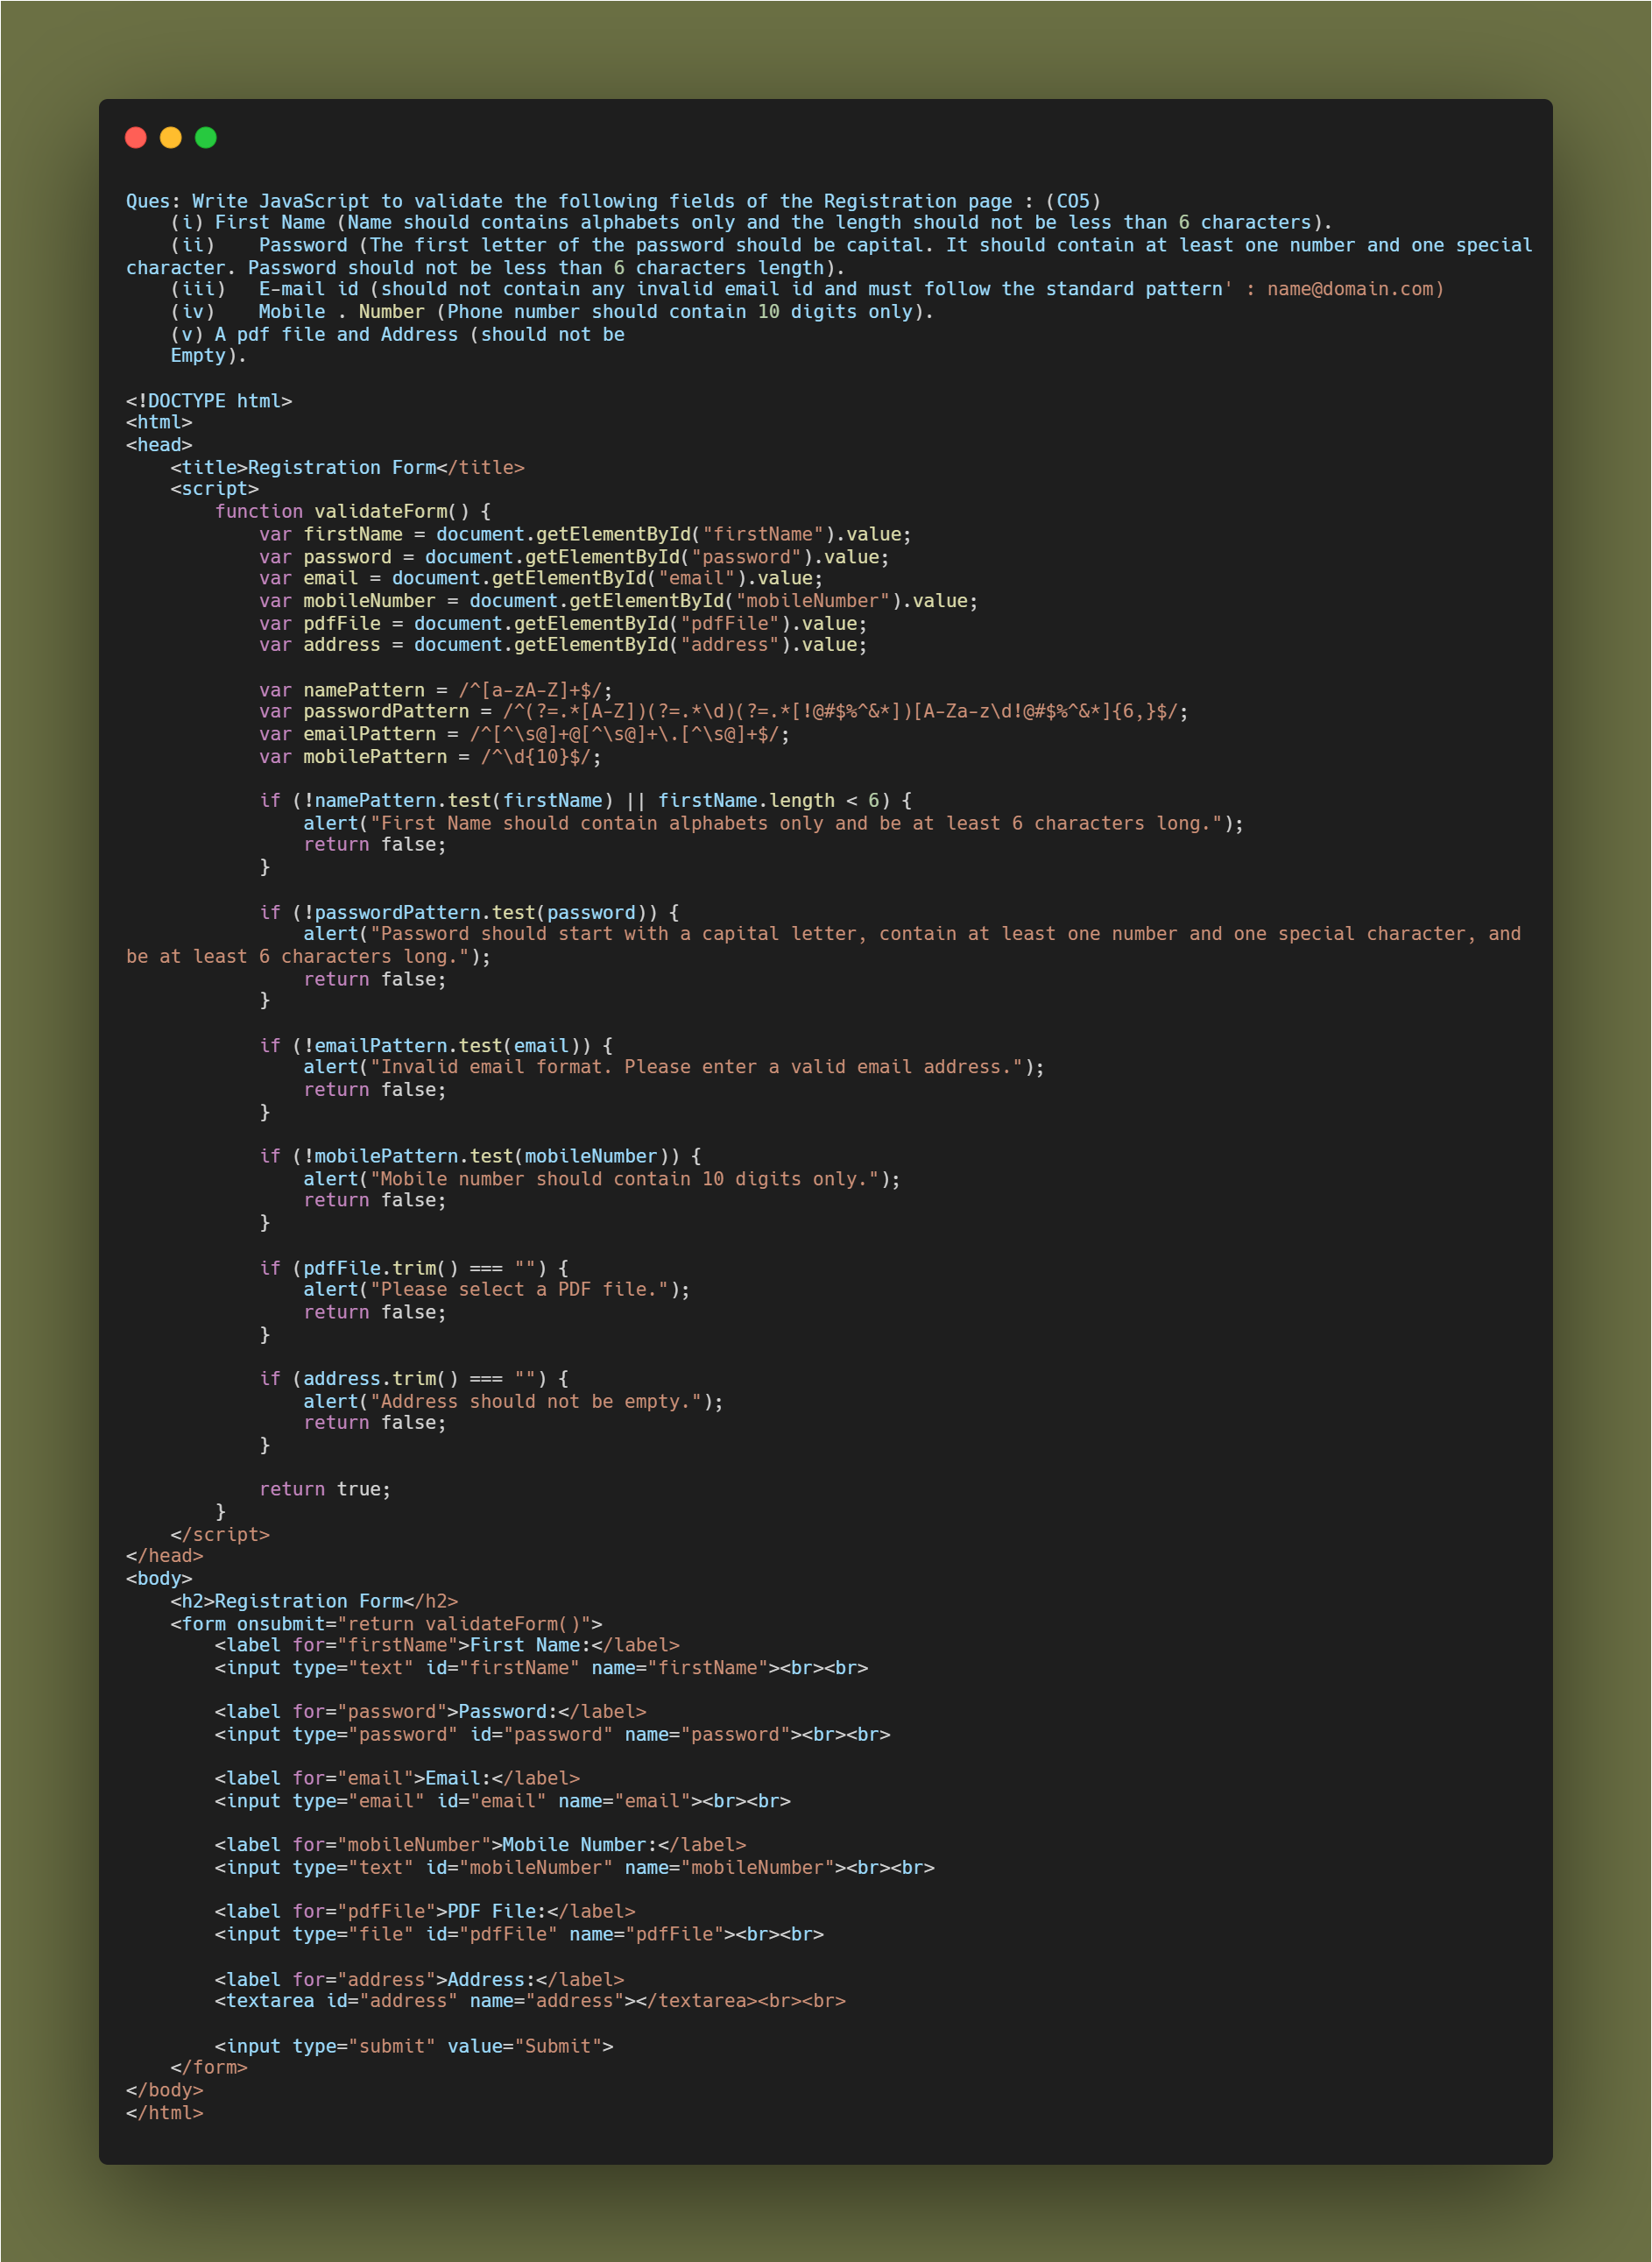 Ques: Write JavaScript to validate the following fields of the Registration page : (CO5)
    (i) First Name (Name should contains alphabets only and the length should not be less than 6 characters).
    (ii)    Password (The first letter of the password should be capital. It should contain at least one number and one special
character. Password should not be less than 6 characters length).
    (iii)   E-mail id (should not contain any invalid email id and must follow the standard pattern' : name@domain.com)
    (iv)    Mobile . Number (Phone number should contain 10 digits only).
    (v) A pdf file and Address (should not be
    Empty).

<!DOCTYPE html>
<html>
<head>
    <title>Registration Form</title>
    <script>
        function validateForm() {
            var firstName = document.getElementById("firstName").value;
            var password = document.getElementById("password").value;
            var email = document.getElementById("email").value;
            var mobileNumber = document.getElementById("mobileNumber").value;
            var pdfFile = document.getElementById("pdfFile").value;
            var address = document.getElementById("address").value;

            var namePattern = /^[a-zA-Z]+$/;
            var passwordPattern = /^(?=.*[A-Z])(?=.*\d)(?=.*[!@#$%^&*])[A-Za-z\d!@#$%^&*]{6,}$/;
            var emailPattern = /^[^\s@]+@[^\s@]+\.[^\s@]+$/;
            var mobilePattern = /^\d{10}$/;

            if (!namePattern.test(firstName) || firstName.length < 6) {
                alert("First Name should contain alphabets only and be at least 6 characters long.");
                return false;
            }

            if (!passwordPattern.test(password)) {
                alert("Password should start with a capital letter, contain at least one number and one special character, and
be at least 6 characters long.");
                return false;
            }

            if (!emailPattern.test(email)) {
                alert("Invalid email format. Please enter a valid email address.");
                return false;
            }

            if (!mobilePattern.test(mobileNumber)) {
                alert("Mobile number should contain 10 digits only.");
                return false;
            }

            if (pdfFile.trim() === "") {
                alert("Please select a PDF file.");
                return false;
            }

            if (address.trim() === "") {
                alert("Address should not be empty.");
                return false;
            }

            return true;
        }
    </script>
</head>
<body>
    <h2>Registration Form</h2>
    <form onsubmit="return validateForm()">
        <label for="firstName">First Name:</label>
        <input type="text" id="firstName" name="firstName"><br><br>

        <label for="password">Password:</label>
        <input type="password" id="password" name="password"><br><br>

        <label for="email">Email:</label>
        <input type="email" id="email" name="email"><br><br>

        <label for="mobileNumber">Mobile Number:</label>
        <input type="text" id="mobileNumber" name="mobileNumber"><br><br>

        <label for="pdfFile">PDF File:</label>
        <input type="file" id="pdfFile" name="pdfFile"><br><br>

        <label for="address">Address:</label>
        <textarea id="address" name="address"></textarea><br><br>

        <input type="submit" value="Submit">
    </form>
</body>
</html>